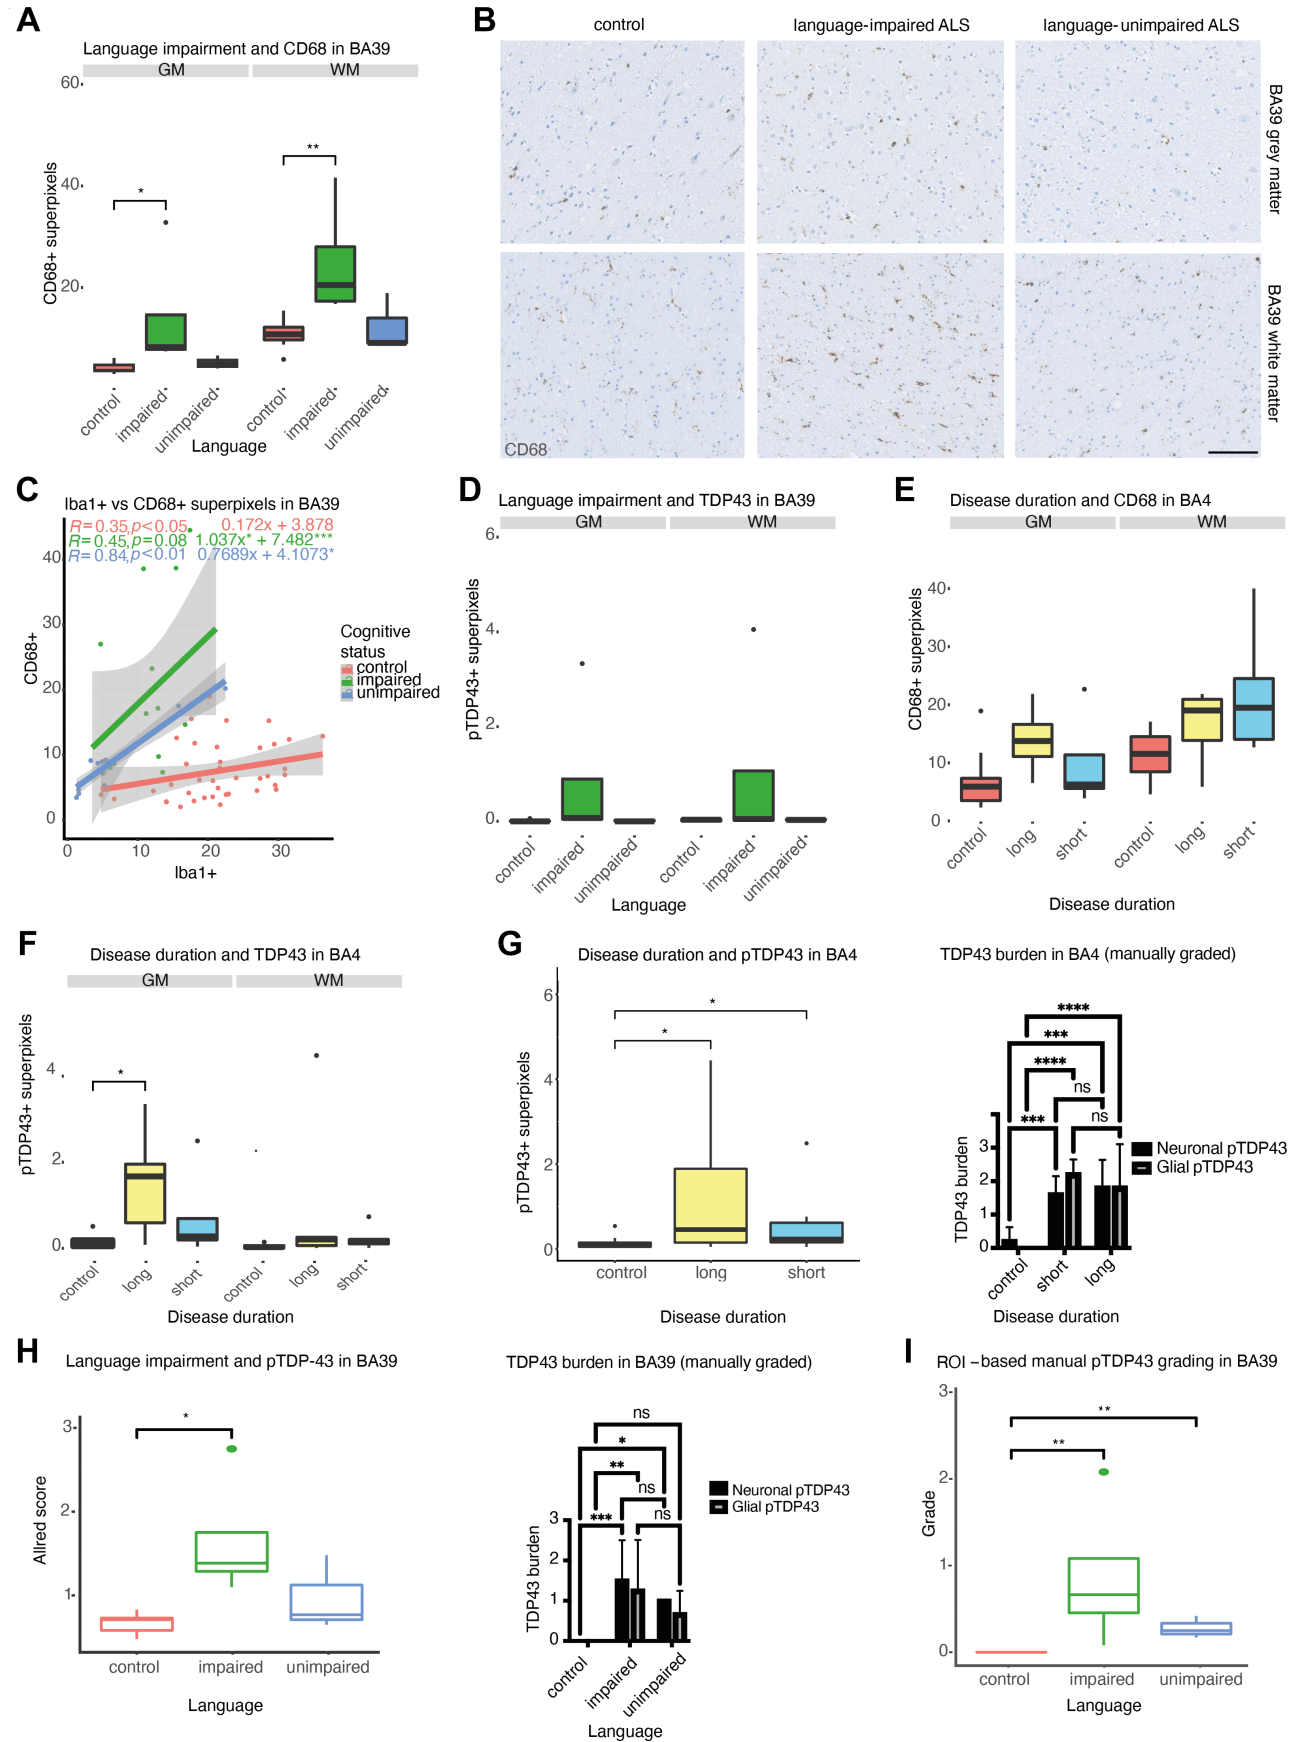 A
Language impairment and CD68 in BA39
GM WM
60
40
20
CD68+ superpixels
* **
control impaired unimpaired control impaired unimpaired
Language
B
control language-impaired ALS language-unimpaired ALS
BA39 grey matter
BA39 white matter
CD68
C
Iba1+ vs CD68+ superpixels in BA39
R=0.35,p<0.05 0.172x + 3.878
R=0.45,p=0.08 1.037x* + 7.482***
R=0.84,p<0.01 0.7689x + 4.1073*
40
30
20
10
0
CD68+
0 10 20 30
Iba1+
Cognitive
status
control
impaired
unimpaired
D
Language impairment and TDP43 in BA39
GM WM
6
4
2
0
pTDP43+ superpixels
control impaired unimpaired control impaired unimpaired
Language
E
Disease duration and CD68 in BA4
GM WM
40
30
20
10
0
CD68+ superpixels
control long short control long short
Disease duration
F
Disease duration and TDP43 in BA4
GM WM
4
2
0
pTDP43+ superpixels
*
control long short control long short
Disease duration
G
Disease duration and pTDP43 in BA4
6
4
2
0
pTDP43+ superpixels
*
*
control long short
Disease duration
TDP43 burden in BA4 (manually graded)
****
***
****
ns
*** ns
3
2
1
0
TDP43 burden
Neuronal pTDP43
Glial pTDP43
control short long
Disease duration
H
Language impairment and pTDP-43 in BA39
3
2
1
Allred score
*
control impaired unimpaired
Language
TDP43 burden in BA39 (manually graded)
ns
*
**
ns
*** ns
3
2
1
0
TDP43 burden
Neuronal pTDP43
Glial pTDP43
control impaired unimpaired
Language
I
ROI –based manual pTDP43 grading in BA39
3
2
1
0
Grade
**
**
control impaired unimpaired
Language